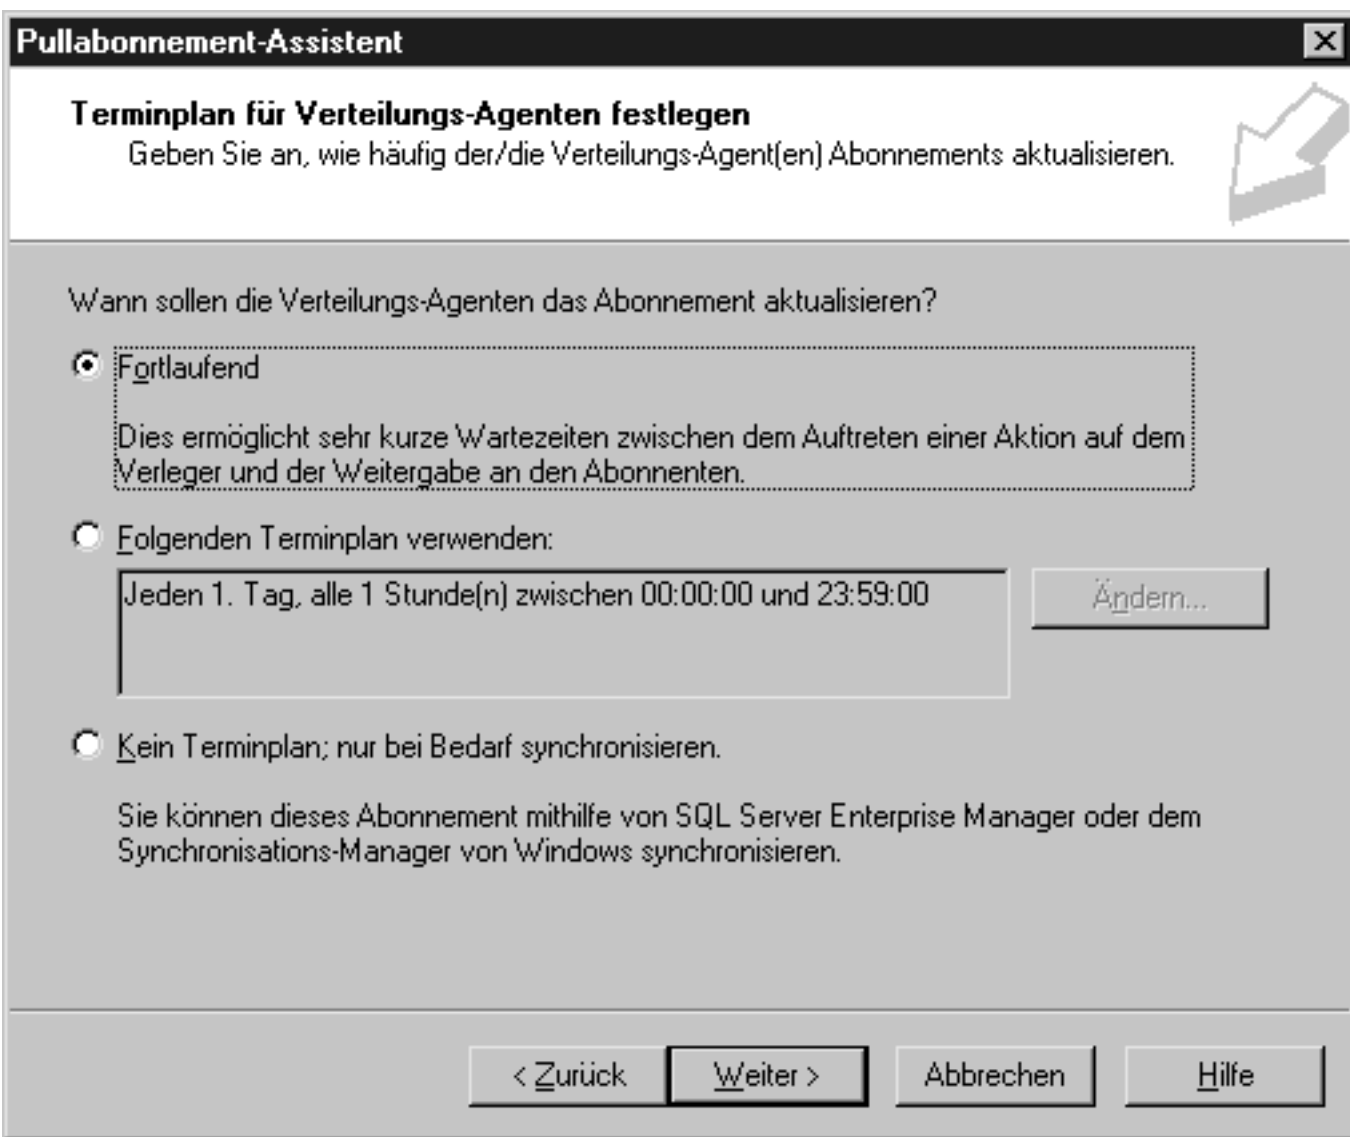 Pullabonnement-Assistent
Terminplan für Verteilungs-Agenten festlegen
Geben Sie an, wie häufig der/die Verteilungs-Agent(en) Abonnements aktualisieren.
Wann sollen die Verteilungs-Agenten das Abonnement aktualisieren?
Fortlaufend
Dies ermöglicht sehr kurze Wartezeiten zwischen dem Auftreten einer Aktion auf dem
Verleger und der Weitergabe an den Abonnenten.
Folgenden Terminplan verwenden:
Jeden 1. Tag, alle 1 Stunde(n) zwischen 00:00:00 und 23:59:00
Ändern...
Kein Terminplan; nur bei Bedarf synchronisieren.
Sie können dieses Abonnement mithilfe von SQL Server Enterprise Manager oder dem
Synchronisations-Manager von Windows synchronisieren.
< Zurück Weiter > Abbrechen Hilfe